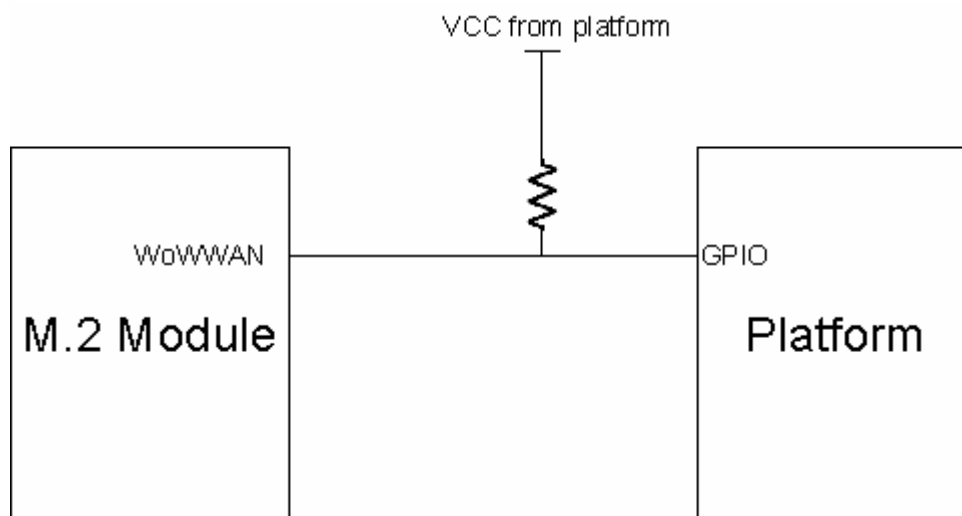 VCC from platform
WoWWAN
GPIO
M.2 Module
Platform